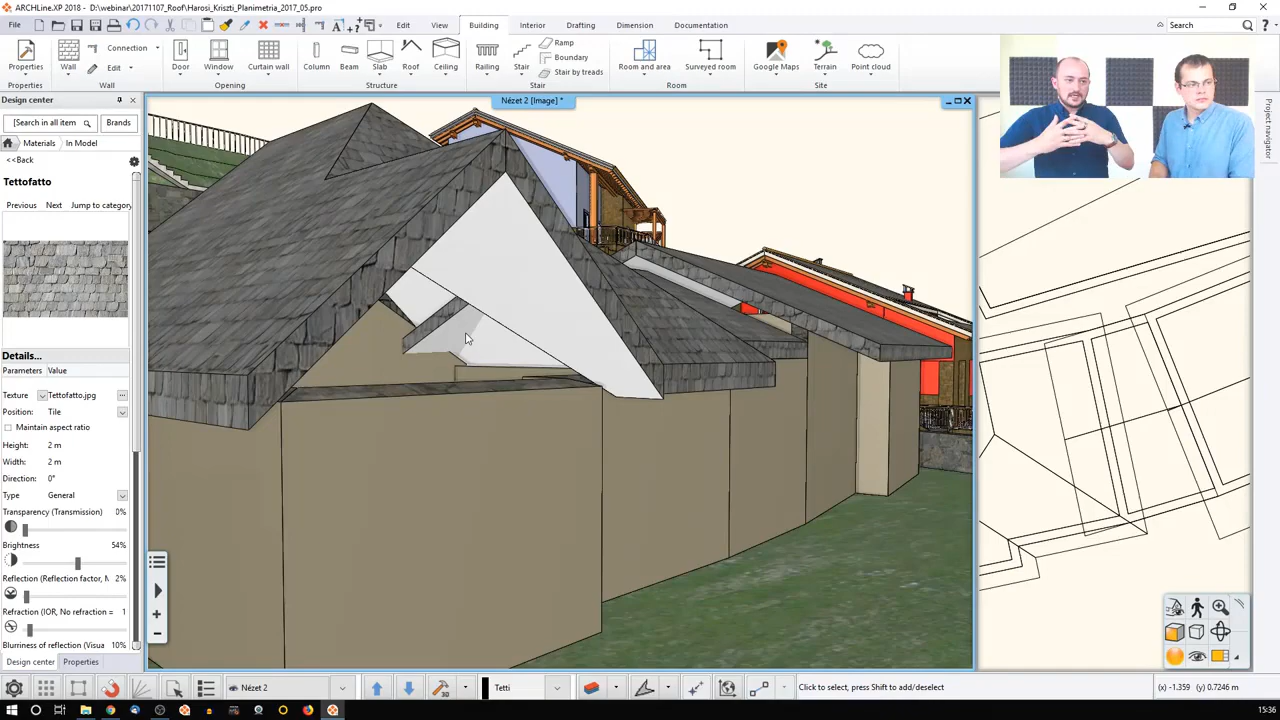 ARCHLine.XP 2018 - D:\webinar\20171107_Roof\Harosi_Kriszti_Planimetria_2017_05.pro
Edit View Building Interior Drafting Dimension Documentation Search
Connection
Edit
Ramp
Boundary
Stair by treads
Properties Wall Door Window Curtain wall Column Beam Slab Roof Ceiling Railing Stair Room and area Surveyed room Google Maps Terrain Point cloud
Properties Wall Opening Structure Stair Room Site
Design center
Nézet 2 [Image] *
[Search in all item Brands
Materials In Model
<<Back
Tettofatto
Previous Next Jump to category
Details...
Parameters Value
Texture Tettofatto.jpg
Position: Tile
Maintain aspect ratio
Height: 2 m
Width: 2 m
Direction: 0°
Type General
Transparency (Transmission) 0%
Brightness 54%
Reflection (Reflection factor, M 2%
Refraction (IOR, No refraction = 1
Blurriness of reflection (Visua 10%
Design center Properties
Project navigator
Nézet 2 30 Tetti Click to select, press Shift to add/deselect (x) -1.359 (y) 0.7246 m
15:36